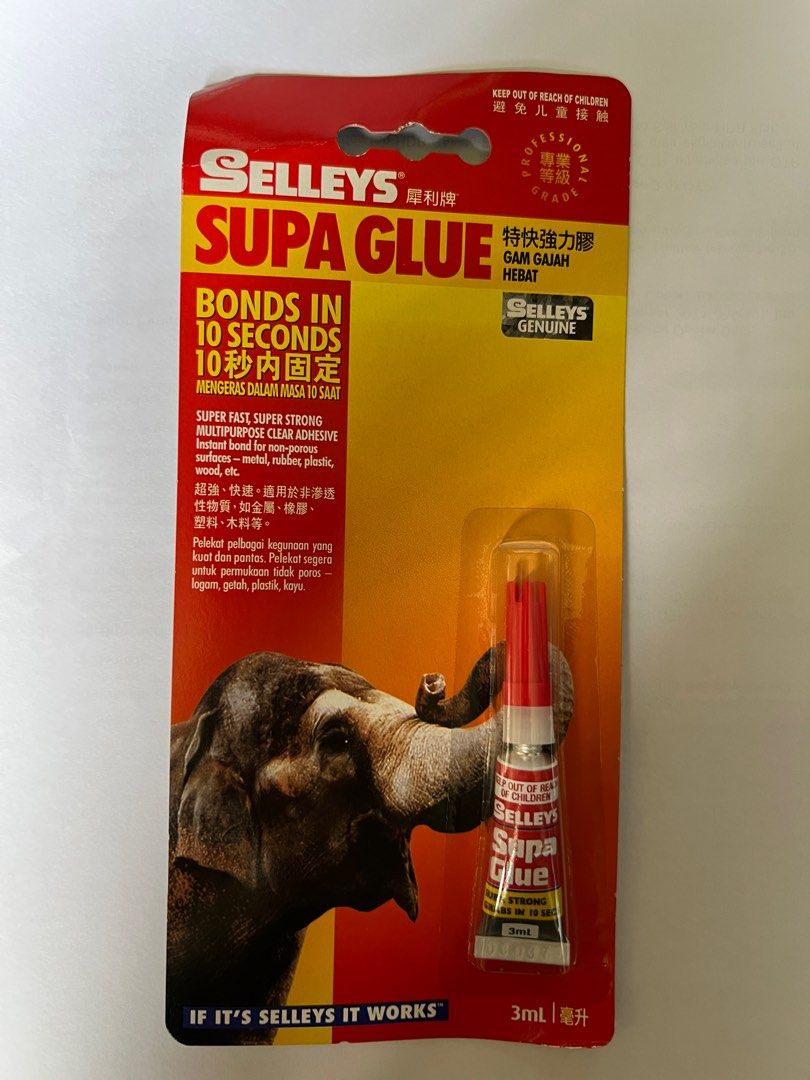 KEEP OUT OF REACH OF CHILDREN
避免儿童接触
PROFESSIONAL
專業
等級
GRADE
SELLEYS® 犀利牌
SUPA GLUE
特快強力膠
GAM GAJAH
HEBAT
SELLEYS
GENUINE
BONDS IN
10 SECONDS
10秒内固定
MENGERAS DALAM MASA 10 SAAT
SUPER FAST, SUPER STRONG
MULTIPURPOSE CLEAR ADHESIVE
Instant bond for non-porous
surfaces – metal, rubber, plastic,
wood, etc.
超強、快速。適用於非滲透
性物質，如金屬、橡膠、
塑料、木料等。
Pelekat pelbagai kegunaan yang
kuat dan pantas. Pelekat segera
untuk permukaan tidak poros –
logam, getah, plastik, kayu.
KEEP OUT OF REACH
OF CHILDREN
SELLEYS
Supa
Glue
STRONG
IN 10 SEC
3mL
IF IT'S SELLEYS IT WORKS™
3mL | 毫升